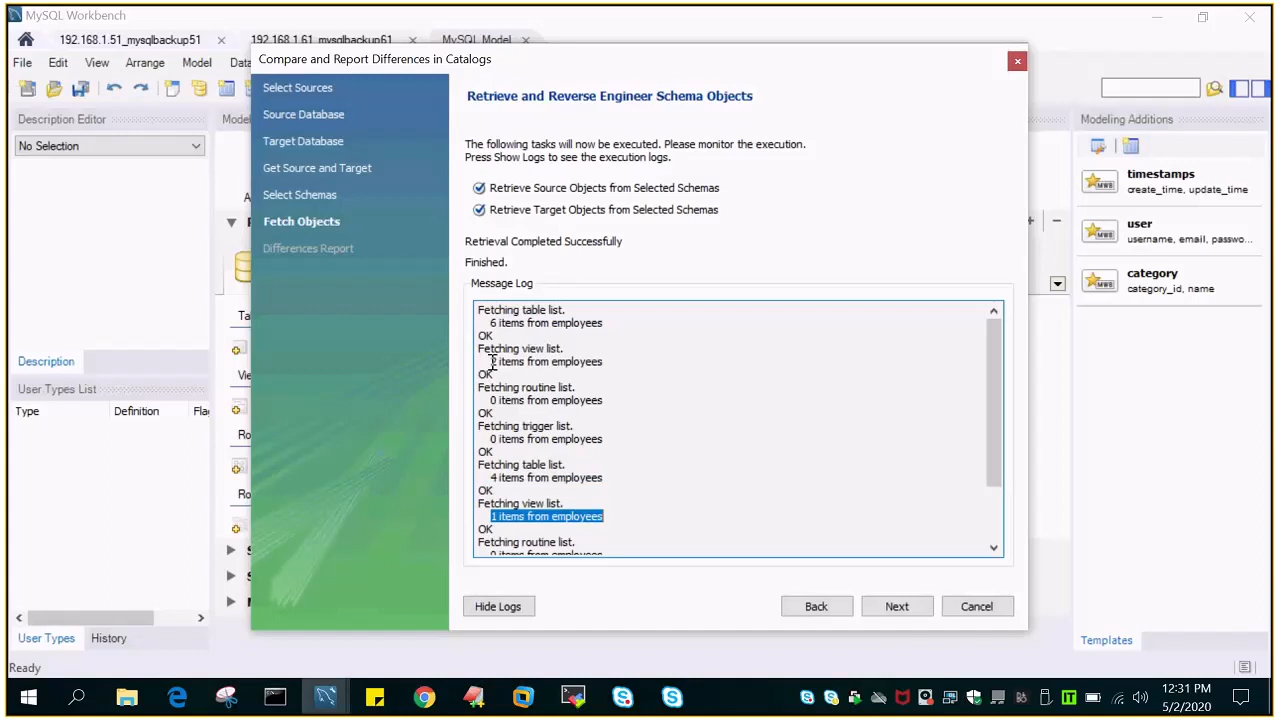 MySQL Workbench
192.168.1.51_mysqlbackup51
192.168.1.61_mysqlbackup61
MySQL Model
File Edit View Arrange Model
Compare and Report Differences in Catalogs
Description Editor
No Selection
Description
User Types List
Type Definition
User Types History
Ready
Select Sources
Source Database
Target Database
Get Source and Target
Select Schemas
Fetch Objects
Differences Report
Retrieve and Reverse Engineer Schema Objects
The following tasks will now be executed. Please monitor the execution.
Press Show Logs to see the execution logs.
Retrieve Source Objects from Selected Schemas
Retrieve Target Objects from Selected Schemas
Retrieval Completed Successfully
Finished.
Message Log
Fetching table list.
6 items from employees
OK
Fetching view list.
items from employees
OK
Fetching routine list.
0 items from employees
OK
Fetching trigger list.
0 items from employees
OK
Fetching table list.
4 items from employees
OK
Fetching view list.
1 items from employees
OK
Fetching routine list.
0 items from employees
Hide Logs
Back Next Cancel
Modeling Additions
timestamps
create_time, update_time
user
username, email, passwo...
category
category_id, name
Templates
12:31 PM
5/2/2020